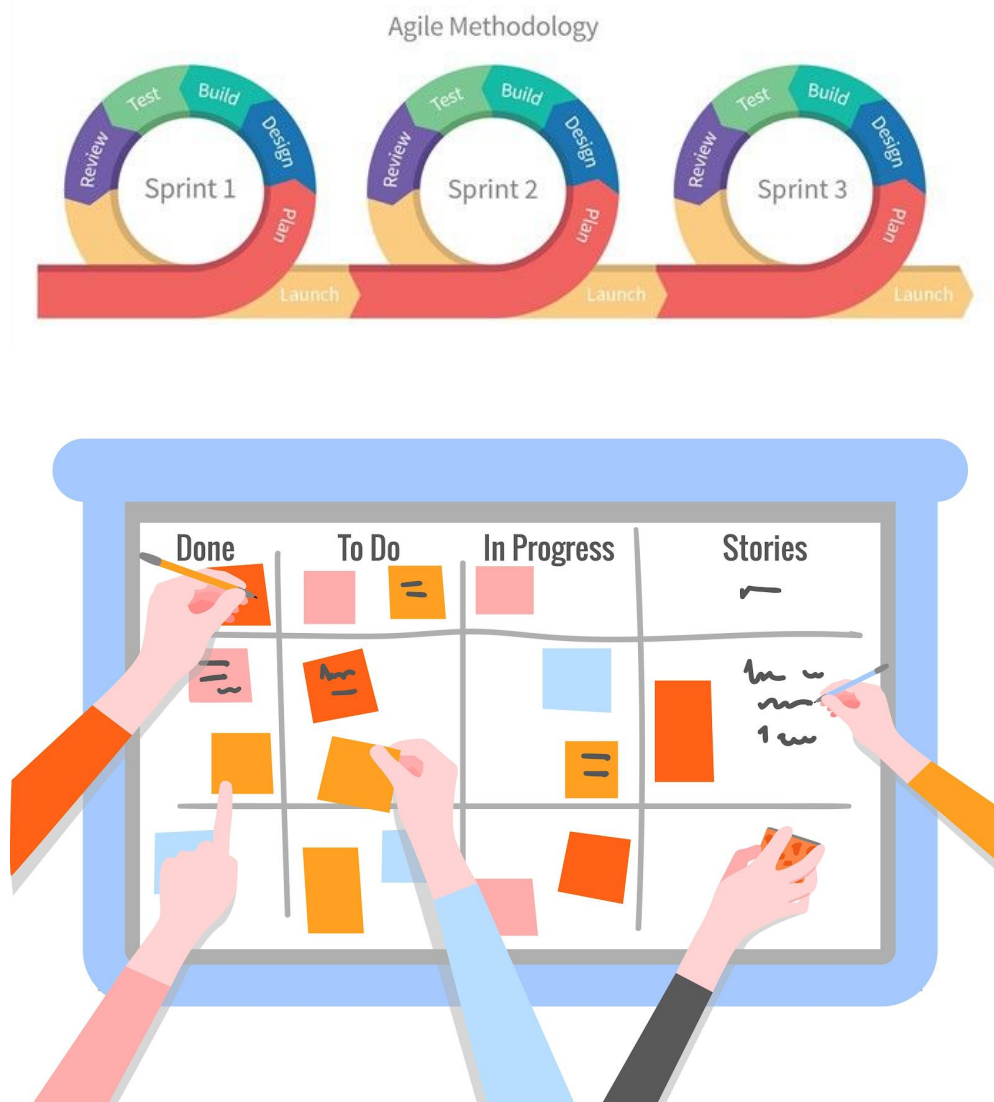 Agile Methodology
Test Build Design Review Plan Sprint 1 Launch
Test Build Design Review Plan Sprint 2 Launch
Test Build Design Review Plan Sprint 3 Launch
Done To Do In Progress Stories